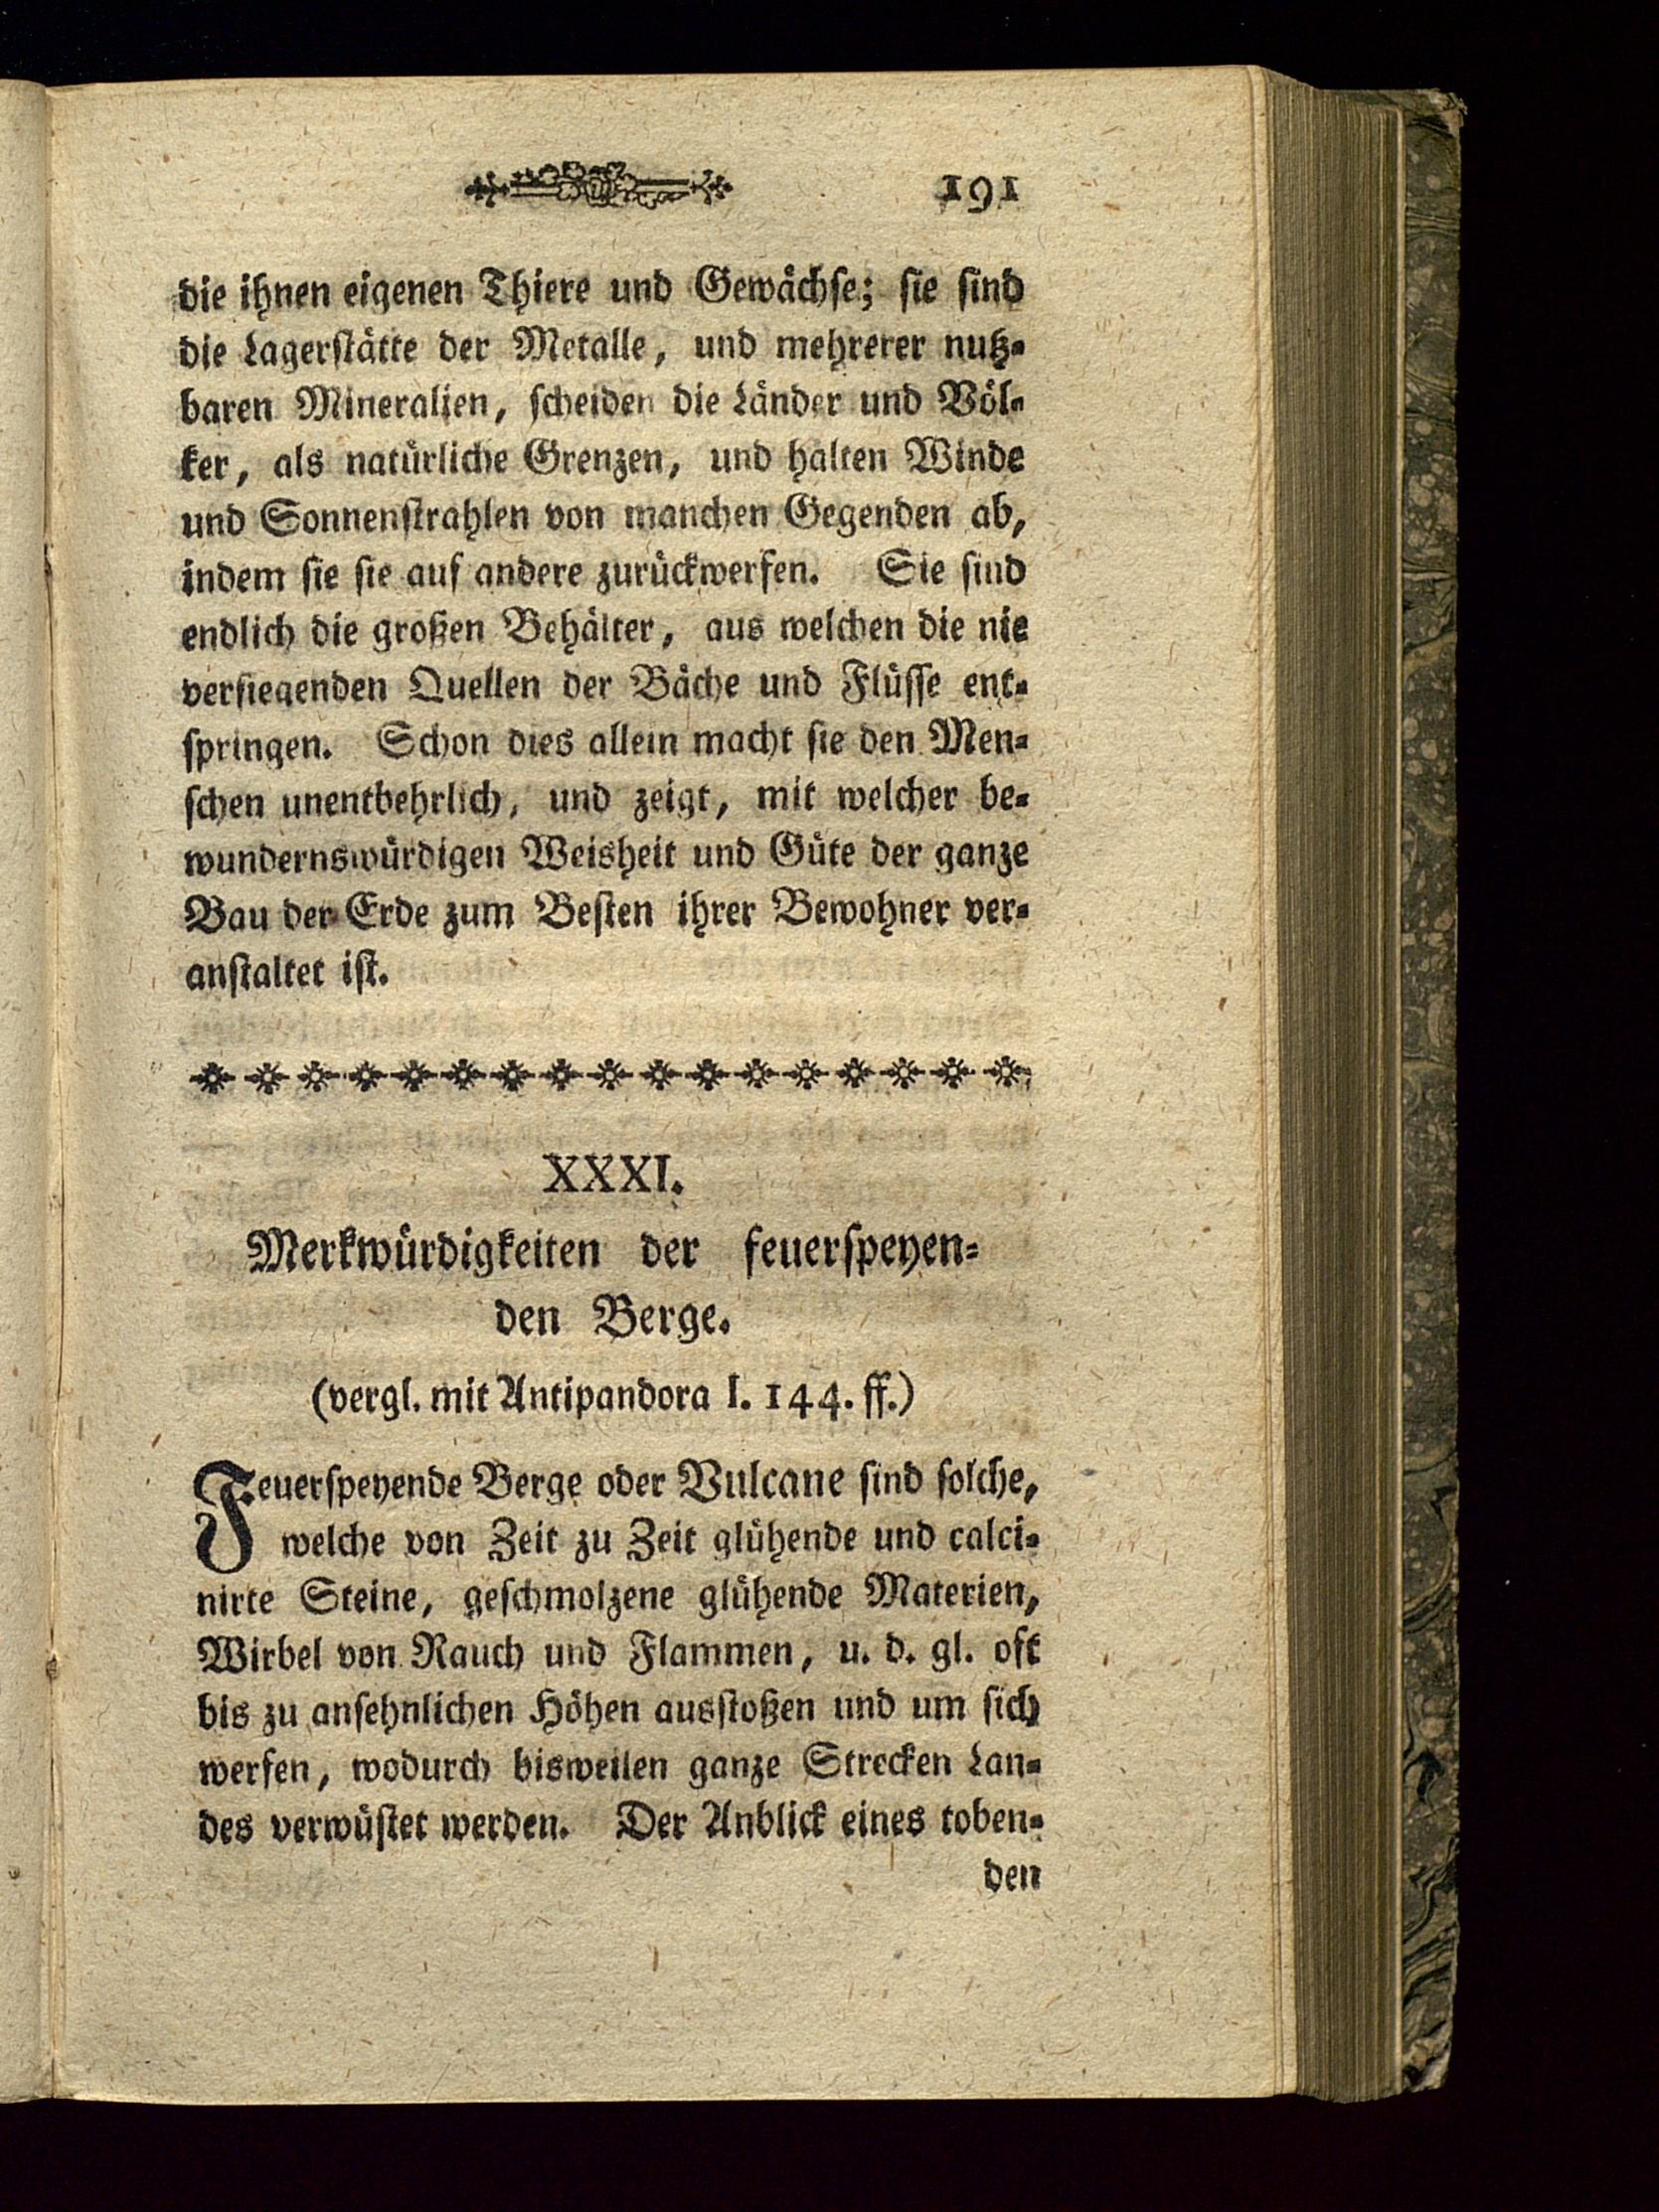 191
die ihnen eigenen Thiere und Gewächse; sie sind
die Lagerstätte der Metalle, und mehrerer nutz-
baren Mineralien, scheiden die Länder und Völ-
ker, als natürliche Grenzen, und halten Winde
und Sonnenstrahlen von manchen Gegenden ab,
indem sie sie auf andere zurückwerfen. Sie sind
endlich die großen Behälter, aus welchen die nie
versiegenden Quellen der Bäche und Flüsse ent-
springen. Schon dies allein macht sie den Men-
schen unentbehrlich, und zeigt, mit welcher be-
wundernswürdigen Weisheit und Güte der ganze
Bau der Erde zum Besten ihrer Bewohner ver-
anstaltet ist.
XXXI.
Merkwürdigkeiten der feuerspeyen-
den Berge.
(vergl. mit Antipandora I. 144. ff.)
Feuerspeyende Berge oder Vulcane sind solche,
welche von Zeit zu Zeit glühende und calci-
nirte Steine, geschmolzene glühende Materien,
Wirbel von Rauch und Flammen, u. d. gl. oft
bis zu ansehnlichen Höhen ausstoßen und um sich
werfen, wodurch bisweilen ganze Strecken Lan-
des verwüstet werden. Der Anblick eines toben-
den